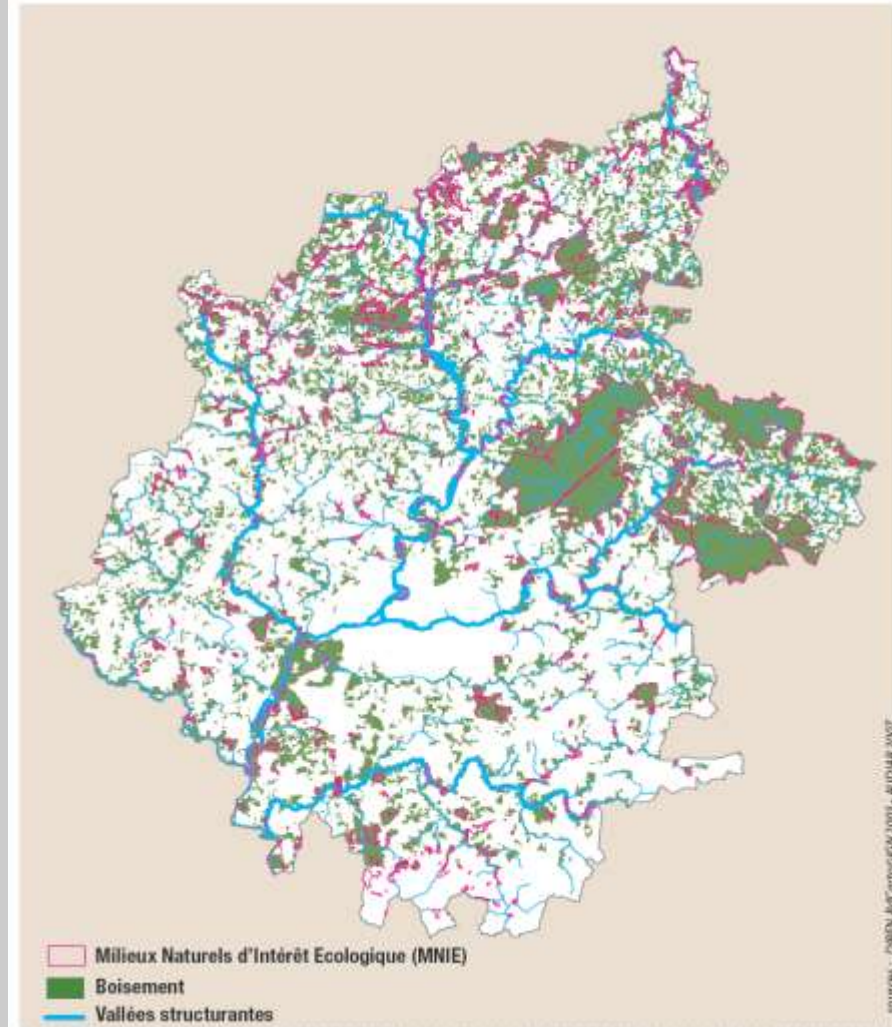 Milieux Naturels d'Intérêt Ecologique (MNIE)
Boisement
Vallées structurantes